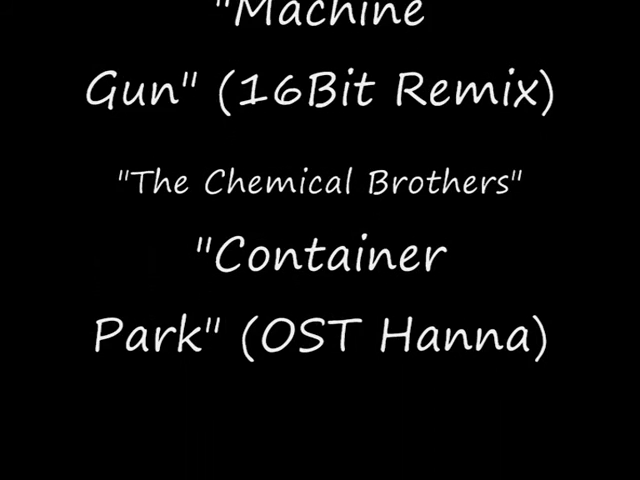 "Machine
Gun" (16Bit Remix)
"The Chemical Brothers"
"Container
Park" (OST Hanna)